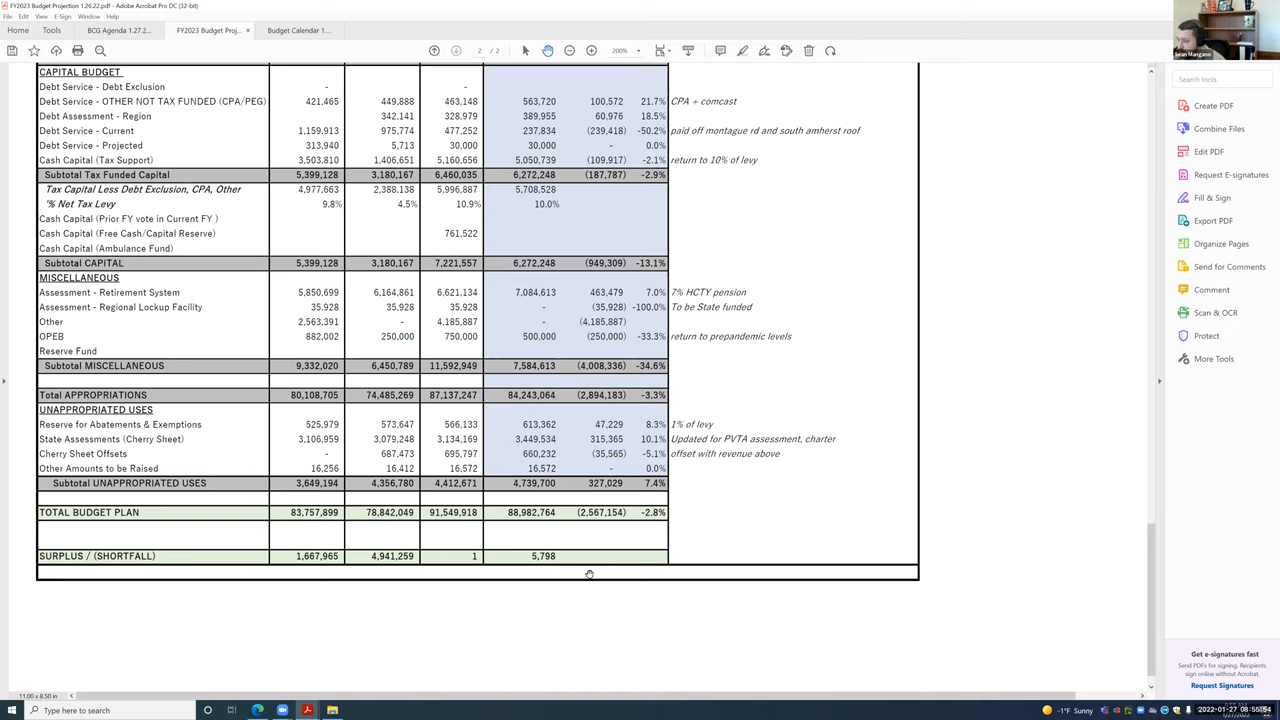 FY2023 Budget Projection 1.26.22.pdf - Adobe Acrobat Pro DC (32-bit)
File Edit View E-Sign Window Help
Home Tools BCG Agenda 1.27.2... FY2023 Budget Proj... × Budget Calendar 1....
2 / 2 200%
Sean Mangano
CAPITAL BUDGET
Debt Service - Debt Exclusion - -
Debt Service - OTHER NOT TAX FUNDED (CPA/PEG) 421,465 449,888 463,148 563,720 100,572 21.7% CPA + comcast
Debt Assessment - Region 342,141 328,979 389,955 60,976 18.5%
Debt Service - Current 1,159,913 975,774 477,252 237,834 (239,418) -50.2% paid off montague rd and south amherst roof
Debt Service - Projected 313,940 5,713 30,000 30,000 - 0.0%
Cash Capital (Tax Support) 3,503,810 1,406,651 5,160,656 5,050,739 (109,917) -2.1% return to 10% of levy
Subtotal Tax Funded Capital 5,399,128 3,180,167 6,460,035 6,272,248 (187,787) -2.9%
Tax Capital Less Debt Exclusion, CPA, Other 4,977,663 2,388,138 5,996,887 5,708,528
'% Net Tax Levy 9.8% 4.5% 10.9% 10.0%
Cash Capital (Prior FY vote in Current FY )
Cash Capital (Free Cash/Capital Reserve) 761,522
Cash Capital (Ambulance Fund)
Subtotal CAPITAL 5,399,128 3,180,167 7,221,557 6,272,248 (949,309) -13.1%
MISCELLANEOUS
Assessment - Retirement System 5,850,699 6,164,861 6,621,134 7,084,613 463,479 7.0% 7% HCTY pension
Assessment - Regional Lockup Facility 35,928 35,928 35,928 - (35,928) -100.0% To be State funded
Other 2,563,391 - 4,185,887 - (4,185,887)
OPEB 882,002 250,000 750,000 500,000 (250,000) -33.3% return to prepandemic levels
Reserve Fund
Subtotal MISCELLANEOUS 9,332,020 6,450,789 11,592,949 7,584,613 (4,008,336) -34.6%
Total APPROPRIATIONS 80,108,705 74,485,269 87,137,247 84,243,064 (2,894,183) -3.3%
UNAPPROPRIATED USES
Reserve for Abatements & Exemptions 525,979 573,647 566,133 613,362 47,229 8.3% 1% of levy
State Assessments (Cherry Sheet) 3,106,959 3,079,248 3,134,169 3,449,534 315,365 10.1% Updated for PVTA assessment, charter
Cherry Sheet Offsets - 687,473 695,797 660,232 (35,565) -5.1% offset with revenue above
Other Amounts to be Raised 16,256 16,412 16,572 16,572 - 0.0%
Subtotal UNAPPROPRIATED USES 3,649,194 4,356,780 4,412,671 4,739,700 327,029 7.4%
TOTAL BUDGET PLAN 83,757,899 78,842,049 91,549,918 88,982,764 (2,567,154) -2.8%
SURPLUS / (SHORTFALL) 1,667,965 4,941,259 1 5,798
11.00 x 8.50 in
Search tools
Create PDF
Combine Files
Edit PDF
Request E-signatures
Fill & Sign
Export PDF
Organize Pages
Send for Comments
Comment
Scan & OCR
Protect
More Tools
Get e-signatures fast
Send PDFs for signing. Recipients
sign online without Acrobat.
Request Signatures
Type here to search
-1°F Sunny
2022-01-27 08:55:54